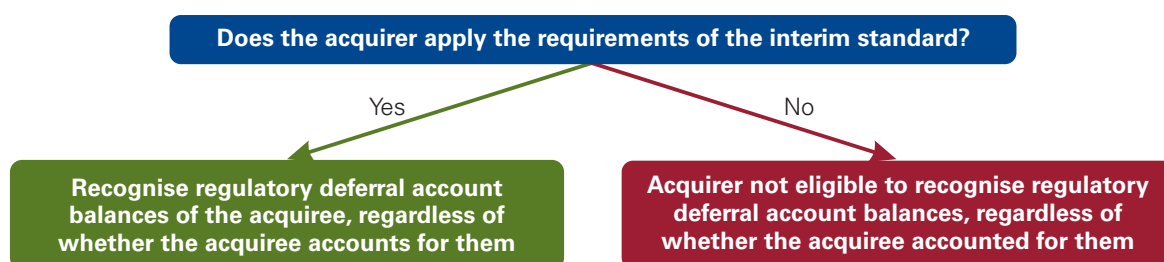 Does the acquirer apply the requirements of the interim standard?
Yes
No
Recognise regulatory deferral account
balances of the acquiree, regardless of
whether the acquiree accounts for them
Acquirer not eligible to recognise regulatory
deferral account balances, regardless of
whether the acquiree accounted for them